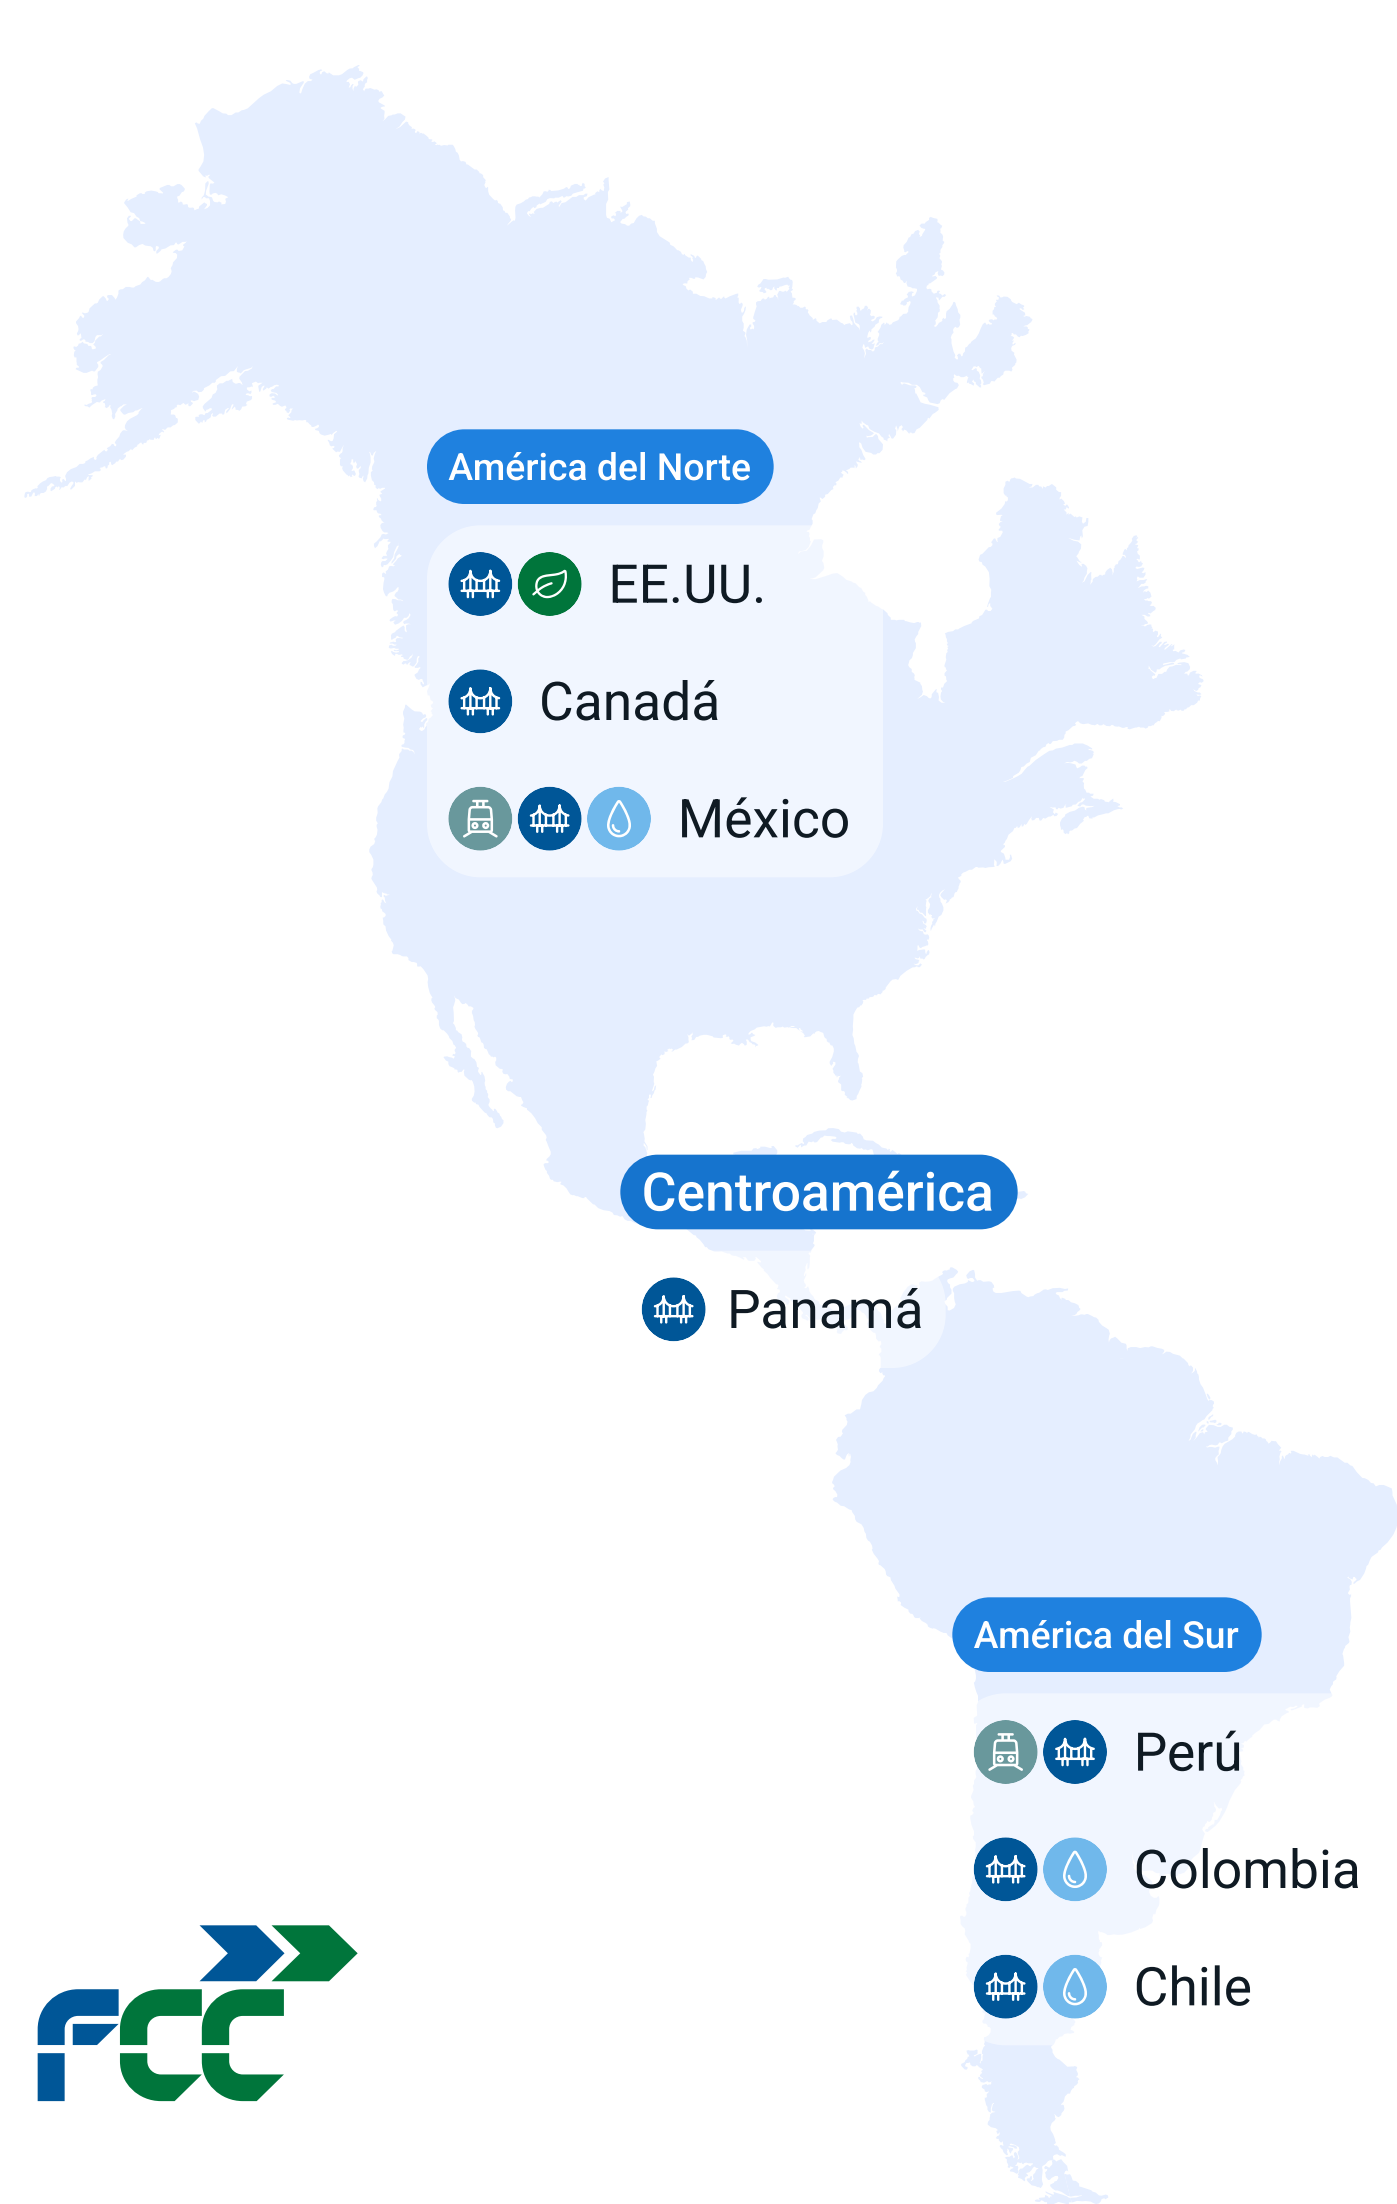 América del Norte
EE.UU.
Canadá
México
Centroamérica
Panamá
América del Sur
Perú
Colombia
Chile
FCC